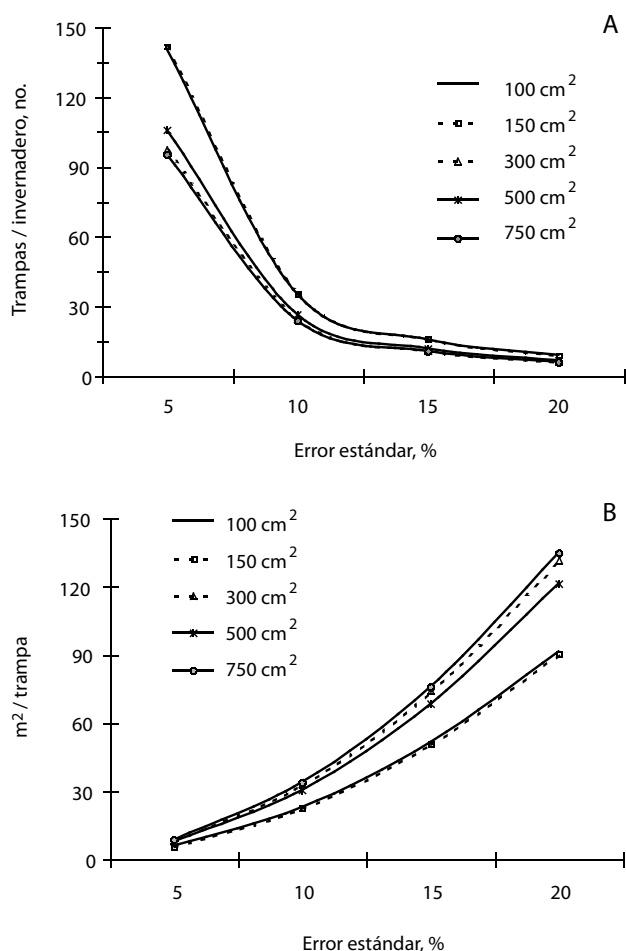 A
150
120
90
60
30
0
Trampas / invernadero, no.
100 cm²
150 cm²
300 cm²
500 cm²
750 cm²
5 10 15 20
Error estándar, %
B
150
120
90
60
30
0
m² / trampa
100 cm²
150 cm²
300 cm²
500 cm²
750 cm²
5 10 15 20
Error estándar, %